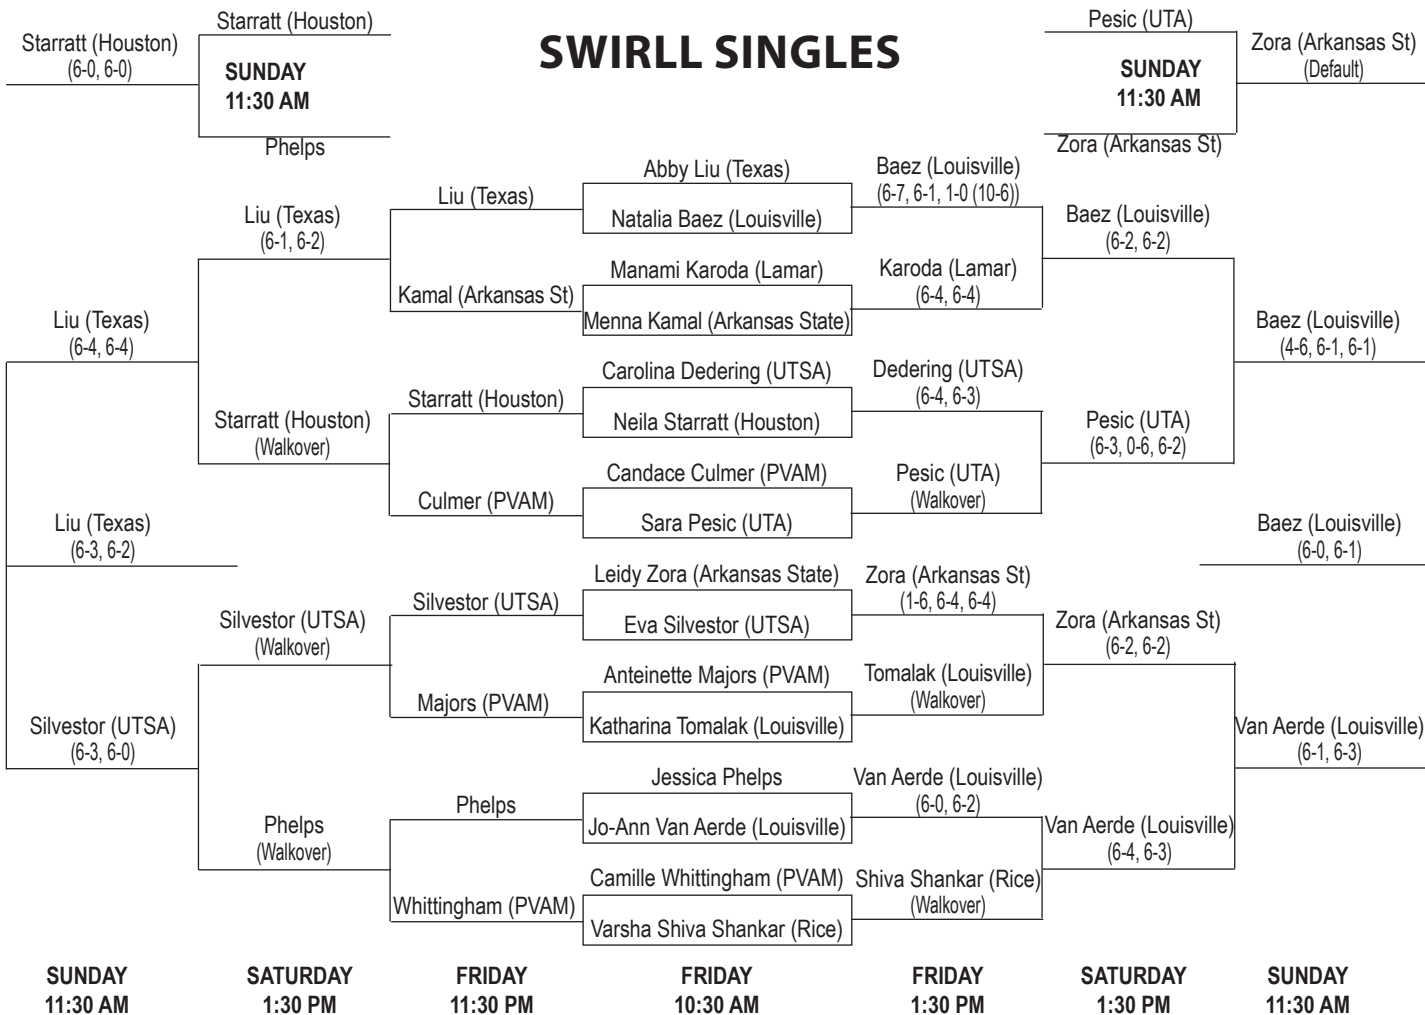 SWIRLL SINGLES
Starratt (Houston)
(6-0, 6-0)
Starratt (Houston)
SUNDAY
11:30 AM
Phelps
Pesic (UTA)
SUNDAY
11:30 AM
Zora (Arkansas St)
Zora (Arkansas St)
(Default)
Liu (Texas)
(6-4, 6-4)
Liu (Texas)
(6-3, 6-2)
Silvestor (UTSA)
(6-3, 6-0)
Liu (Texas)
(6-1, 6-2)
Starratt (Houston)
(Walkover)
Silvestor (UTSA)
(Walkover)
Phelps
(Walkover)
Liu (Texas)
Kamal (Arkansas St)
Starratt (Houston)
Culmer (PVAM)
Silvestor (UTSA)
Majors (PVAM)
Phelps
Whittingham (PVAM)
Abby Liu (Texas)
Natalia Baez (Louisville)
Manami Karoda (Lamar)
Menna Kamal (Arkansas State)
Carolina Dedering (UTSA)
Neila Starratt (Houston)
Candace Culmer (PVAM)
Sara Pesic (UTA)
Leidy Zora (Arkansas State)
Eva Silvestor (UTSA)
Anteinette Majors (PVAM)
Katharina Tomalak (Louisville)
Jessica Phelps
Jo-Ann Van Aerde (Louisville)
Camille Whittingham (PVAM)
Varsha Shiva Shankar (Rice)
Baez (Louisville)
(6-7, 6-1, 1-0 (10-6))
Karoda (Lamar)
(6-4, 6-4)
Dedering (UTSA)
(6-4, 6-3)
Pesic (UTA)
(Walkover)
Zora (Arkansas St)
(1-6, 6-4, 6-4)
Tomalak (Louisville)
(Walkover)
Van Aerde (Louisville)
(6-0, 6-2)
Shiva Shankar (Rice)
(Walkover)
Baez (Louisville)
(6-2, 6-2)
Pesic (UTA)
(6-3, 0-6, 6-2)
Zora (Arkansas St)
(6-2, 6-2)
Van Aerde (Louisville)
(6-4, 6-3)
Baez (Louisville)
(4-6, 6-1, 6-1)
Baez (Louisville)
(6-0, 6-1)
Van Aerde (Louisville)
(6-1, 6-3)
SUNDAY
11:30 AM
SATURDAY
1:30 PM
FRIDAY
11:30 PM
FRIDAY
10:30 AM
FRIDAY
1:30 PM
SATURDAY
1:30 PM
SUNDAY
11:30 AM